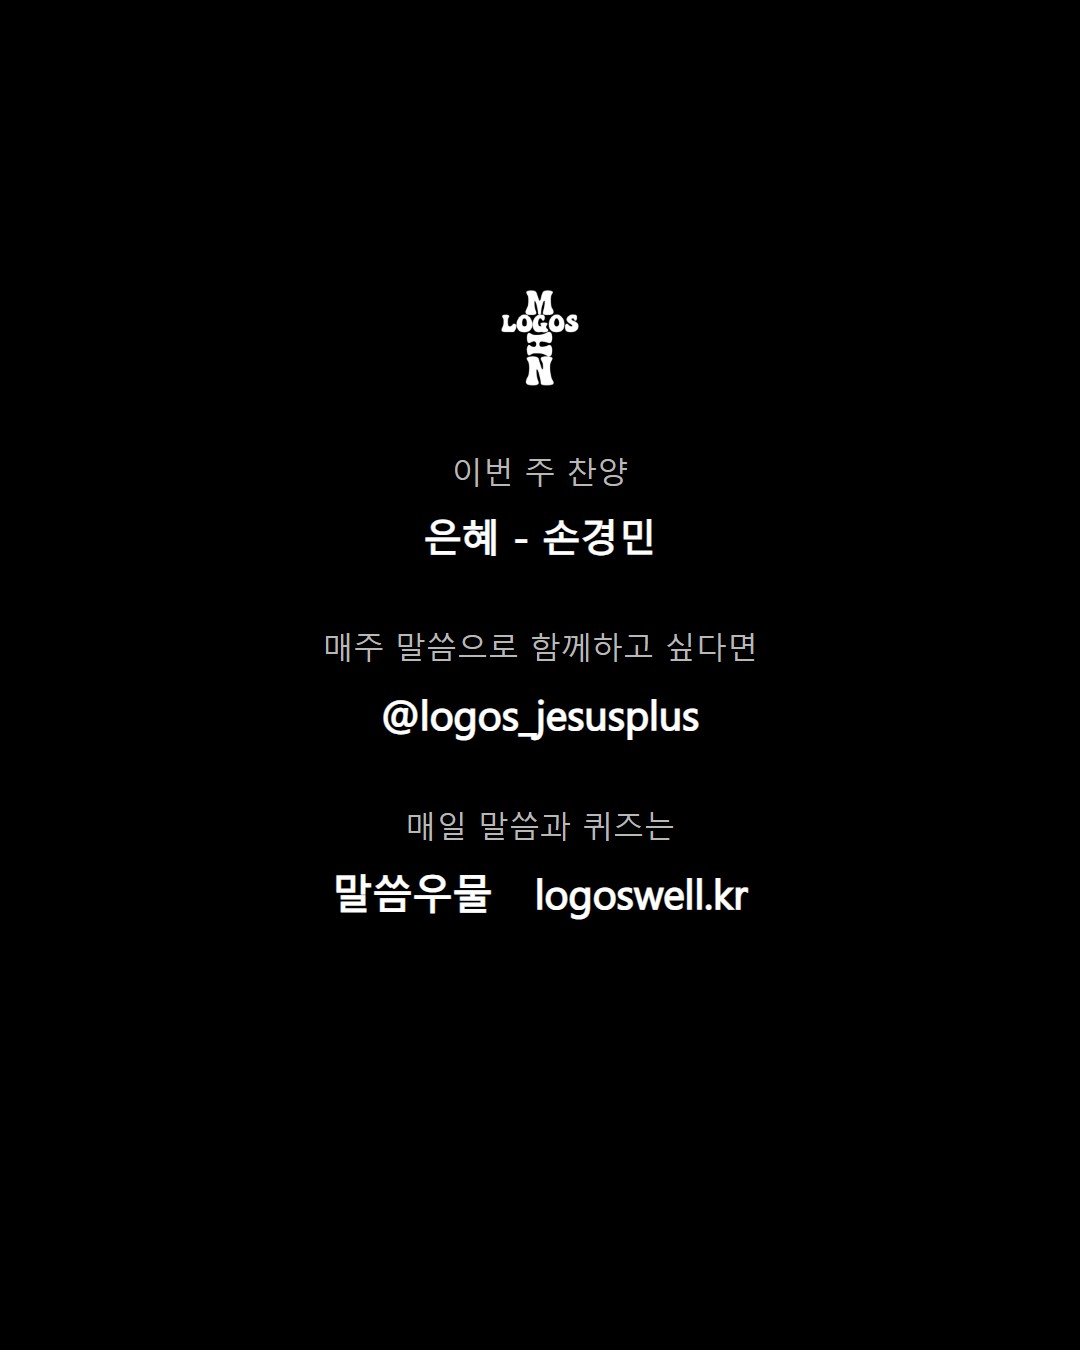 MIN
LOGOS
이번 주 찬양
은혜 - 손경민
매주 말씀으로 함께하고 싶다면
@logos_jesusplus
매일 말씀과 퀴즈는
말씀우물 logoswell.kr